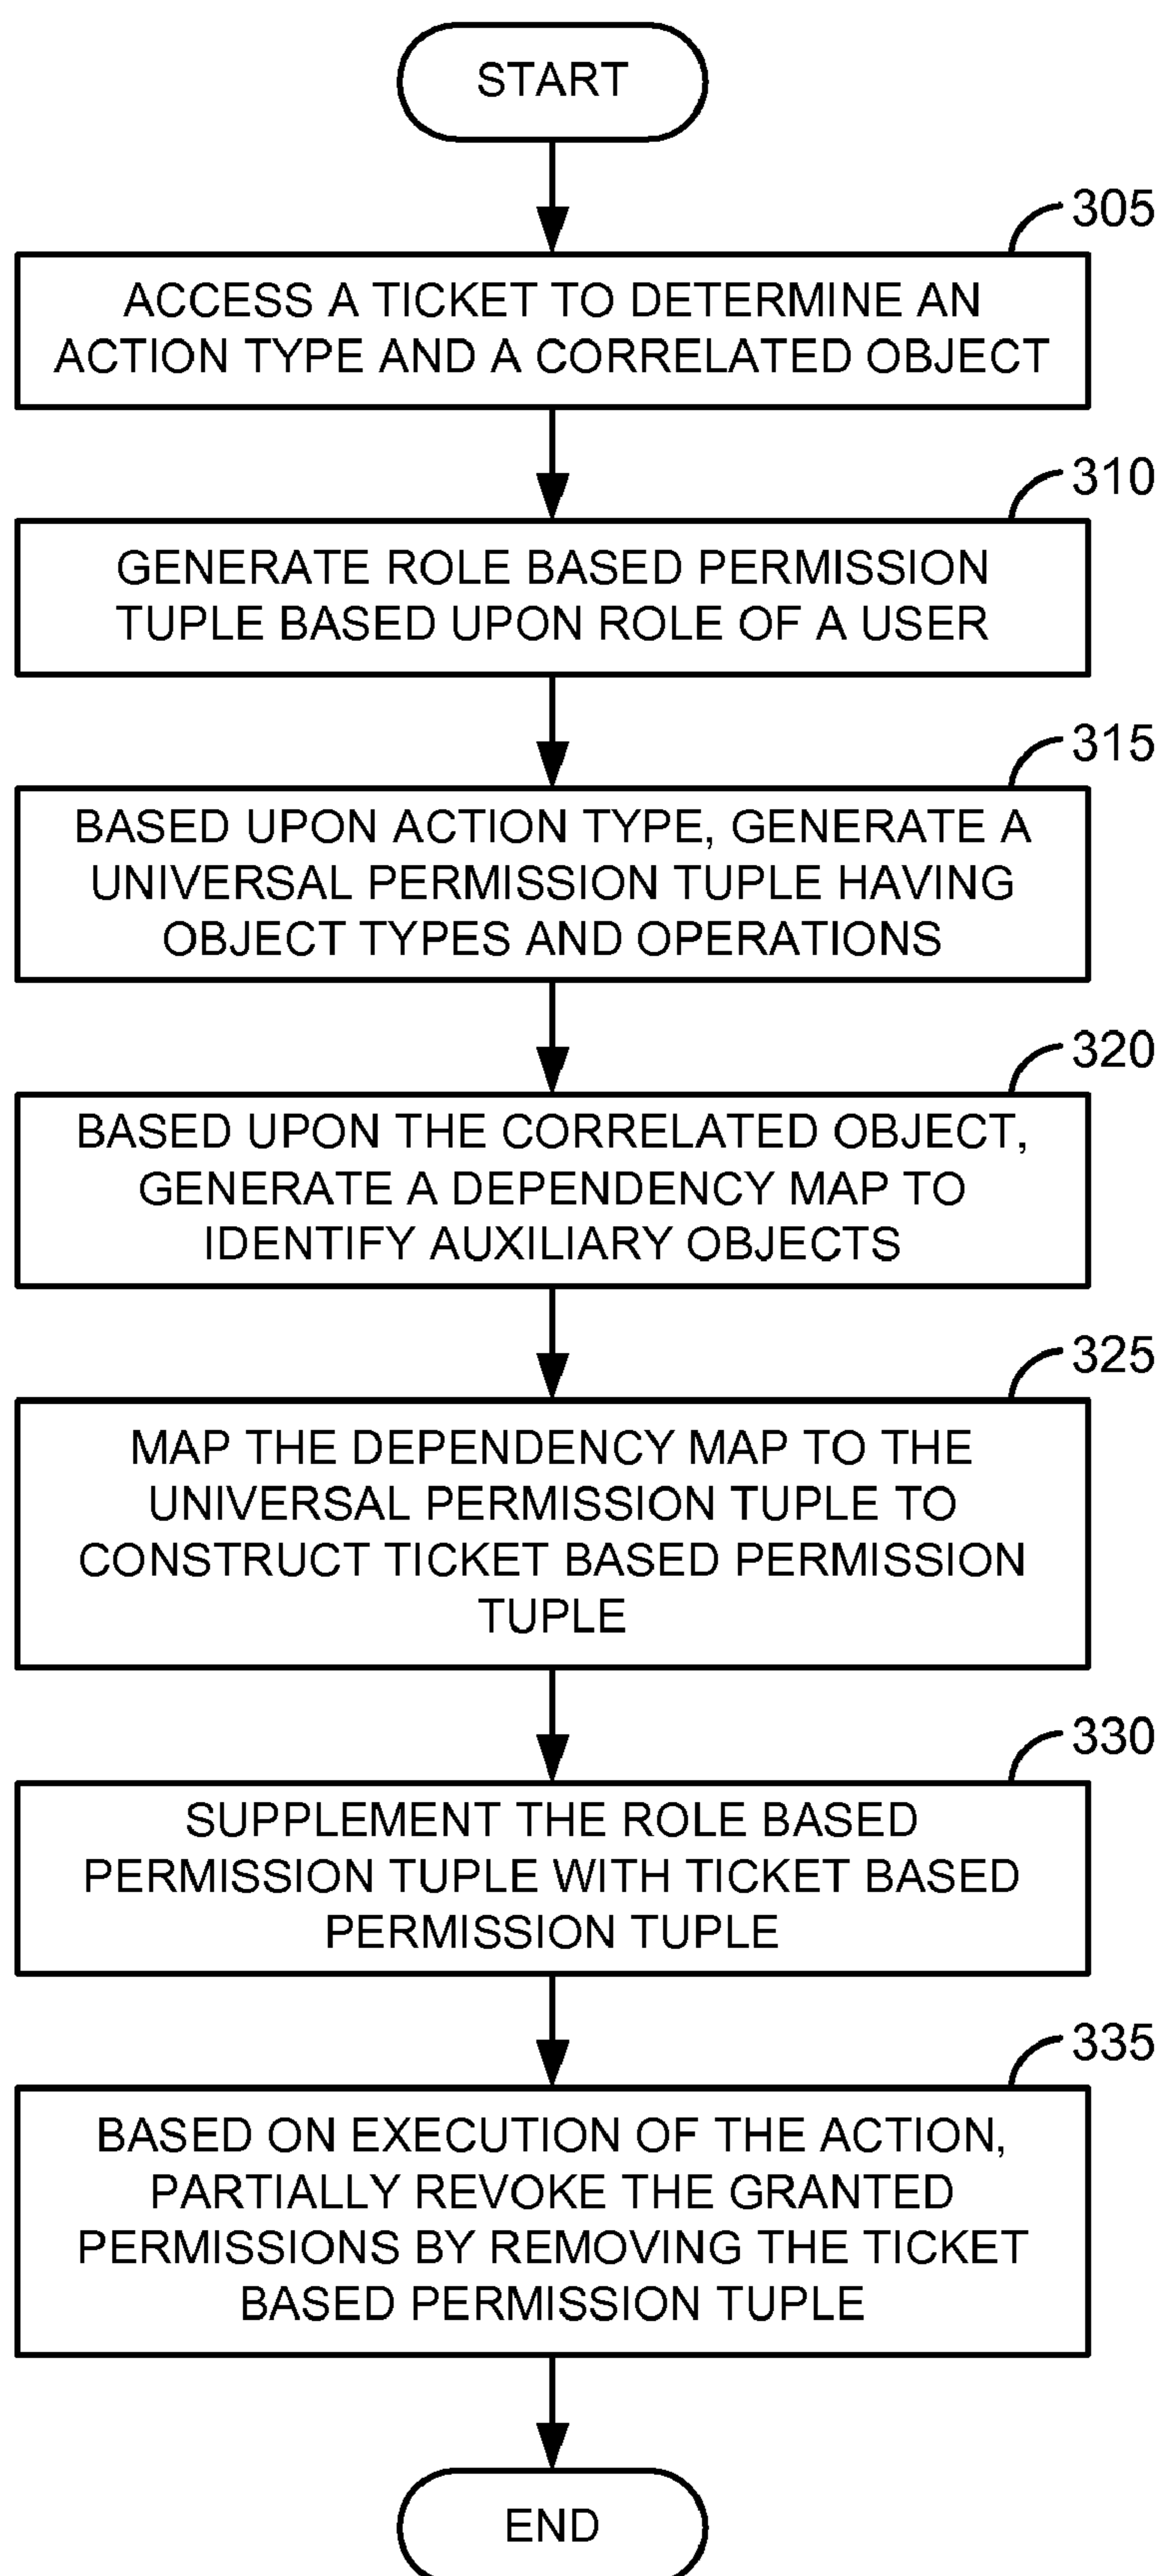 START
305
ACCESS A TICKET TO DETERMINE AN
ACTION TYPE AND A CORRELATED OBJECT
310
GENERATE ROLE BASED PERMISSION
TUPLE BASED UPON ROLE OF A USER
315
BASED UPON ACTION TYPE, GENERATE A
UNIVERSAL PERMISSION TUPLE HAVING
OBJECT TYPES AND OPERATIONS
320
BASED UPON THE CORRELATED OBJECT,
GENERATE A DEPENDENCY MAP TO
IDENTIFY AUXILIARY OBJECTS
325
MAP THE DEPENDENCY MAP TO THE
UNIVERSAL PERMISSION TUPLE TO
CONSTRUCT TICKET BASED PERMISSION
TUPLE
330
SUPPLEMENT THE ROLE BASED
PERMISSION TUPLE WITH TICKET BASED
PERMISSION TUPLE
335
BASED ON EXECUTION OF THE ACTION,
PARTIALLY REVOKE THE GRANTED
PERMISSIONS BY REMOVING THE TICKET
BASED PERMISSION TUPLE
END